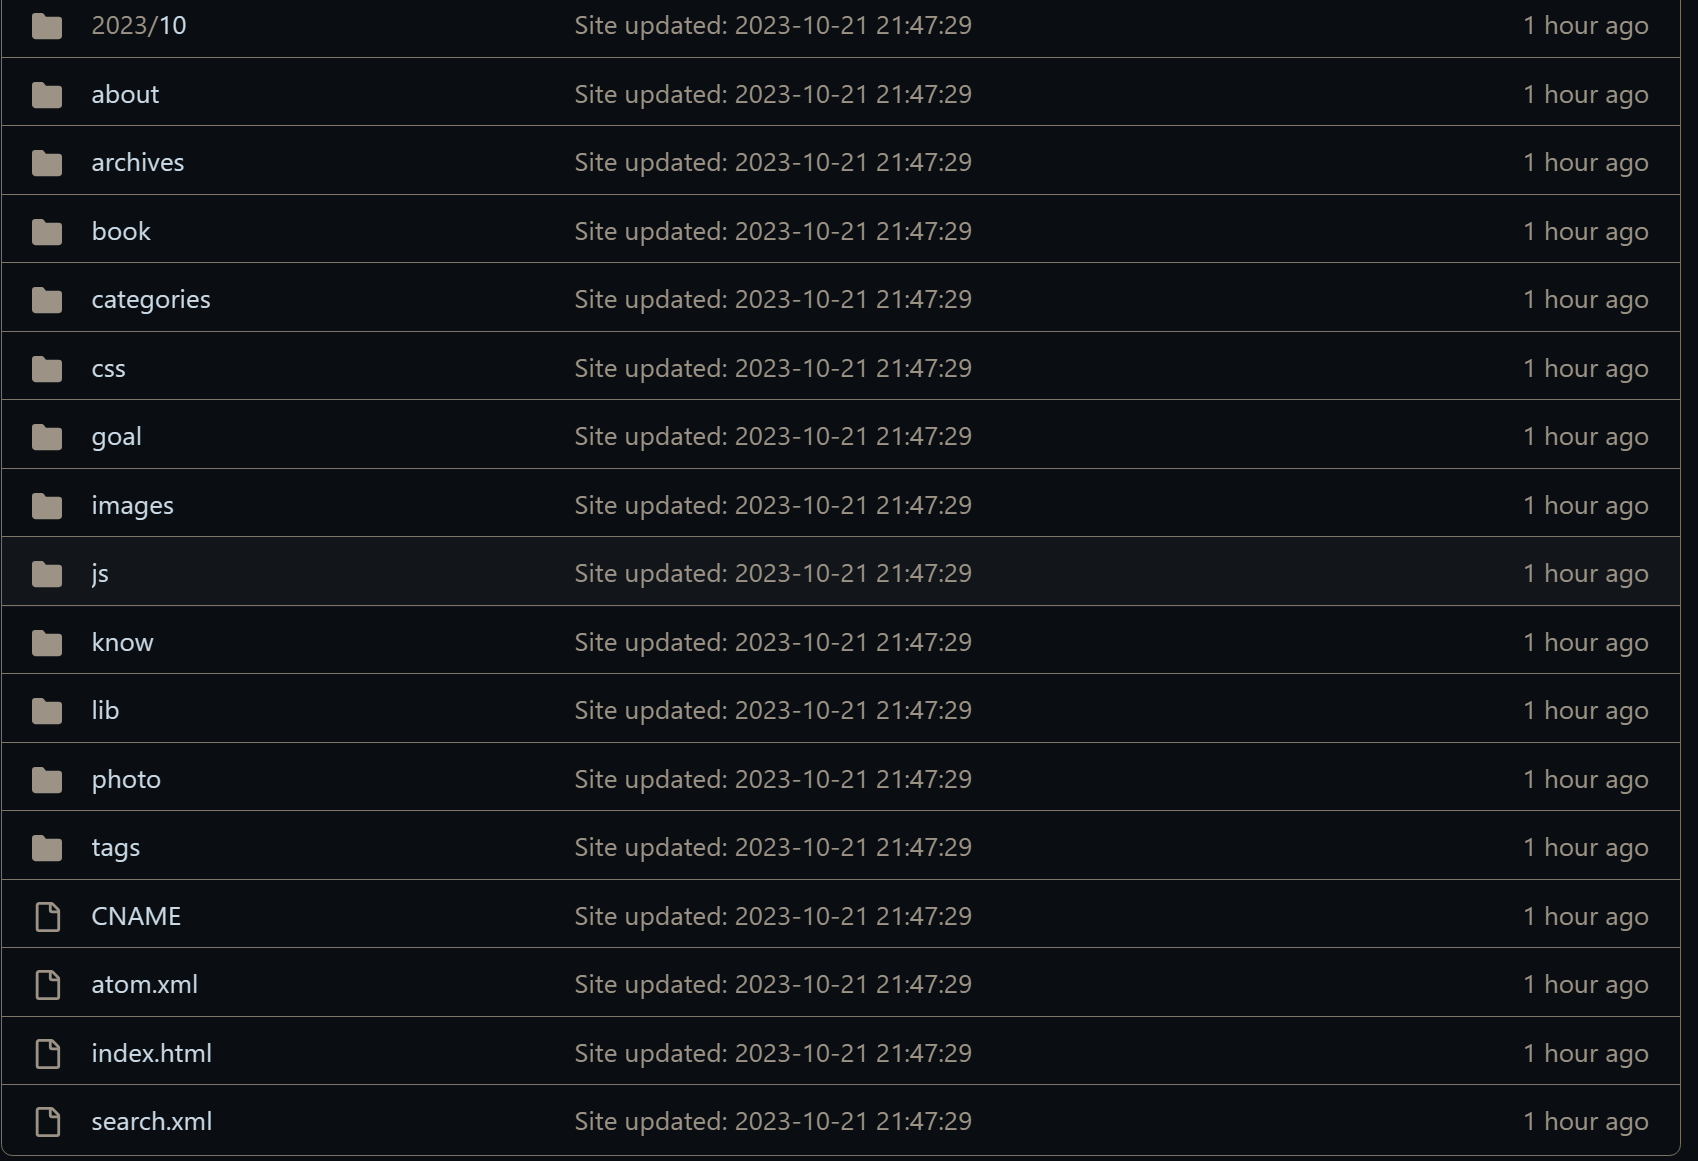 2023/10 Site updated: 2023-10-21 21:47:29 1 hour ago
about Site updated: 2023-10-21 21:47:29 1 hour ago
archives Site updated: 2023-10-21 21:47:29 1 hour ago
book Site updated: 2023-10-21 21:47:29 1 hour ago
categories Site updated: 2023-10-21 21:47:29 1 hour ago
css Site updated: 2023-10-21 21:47:29 1 hour ago
goal Site updated: 2023-10-21 21:47:29 1 hour ago
images Site updated: 2023-10-21 21:47:29 1 hour ago
js Site updated: 2023-10-21 21:47:29 1 hour ago
know Site updated: 2023-10-21 21:47:29 1 hour ago
lib Site updated: 2023-10-21 21:47:29 1 hour ago
photo Site updated: 2023-10-21 21:47:29 1 hour ago
tags Site updated: 2023-10-21 21:47:29 1 hour ago
CNAME Site updated: 2023-10-21 21:47:29 1 hour ago
atom.xml Site updated: 2023-10-21 21:47:29 1 hour ago
index.html Site updated: 2023-10-21 21:47:29 1 hour ago
search.xml Site updated: 2023-10-21 21:47:29 1 hour ago